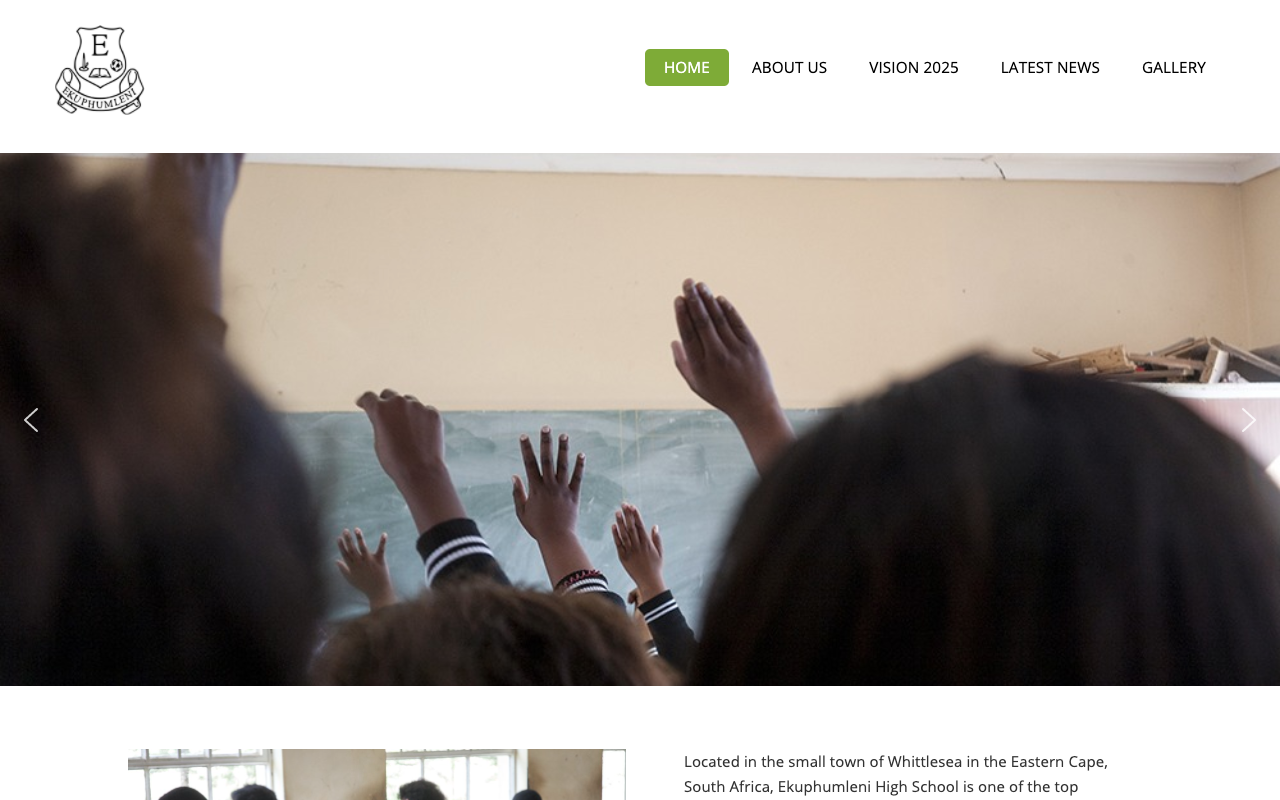 E
EKUPHUMLENI
HOME
ABOUT US
VISION 2025
LATEST NEWS
GALLERY
Located in the small town of Whittlesea in the Eastern Cape,
South Africa, Ekuphumleni High School is one of the top